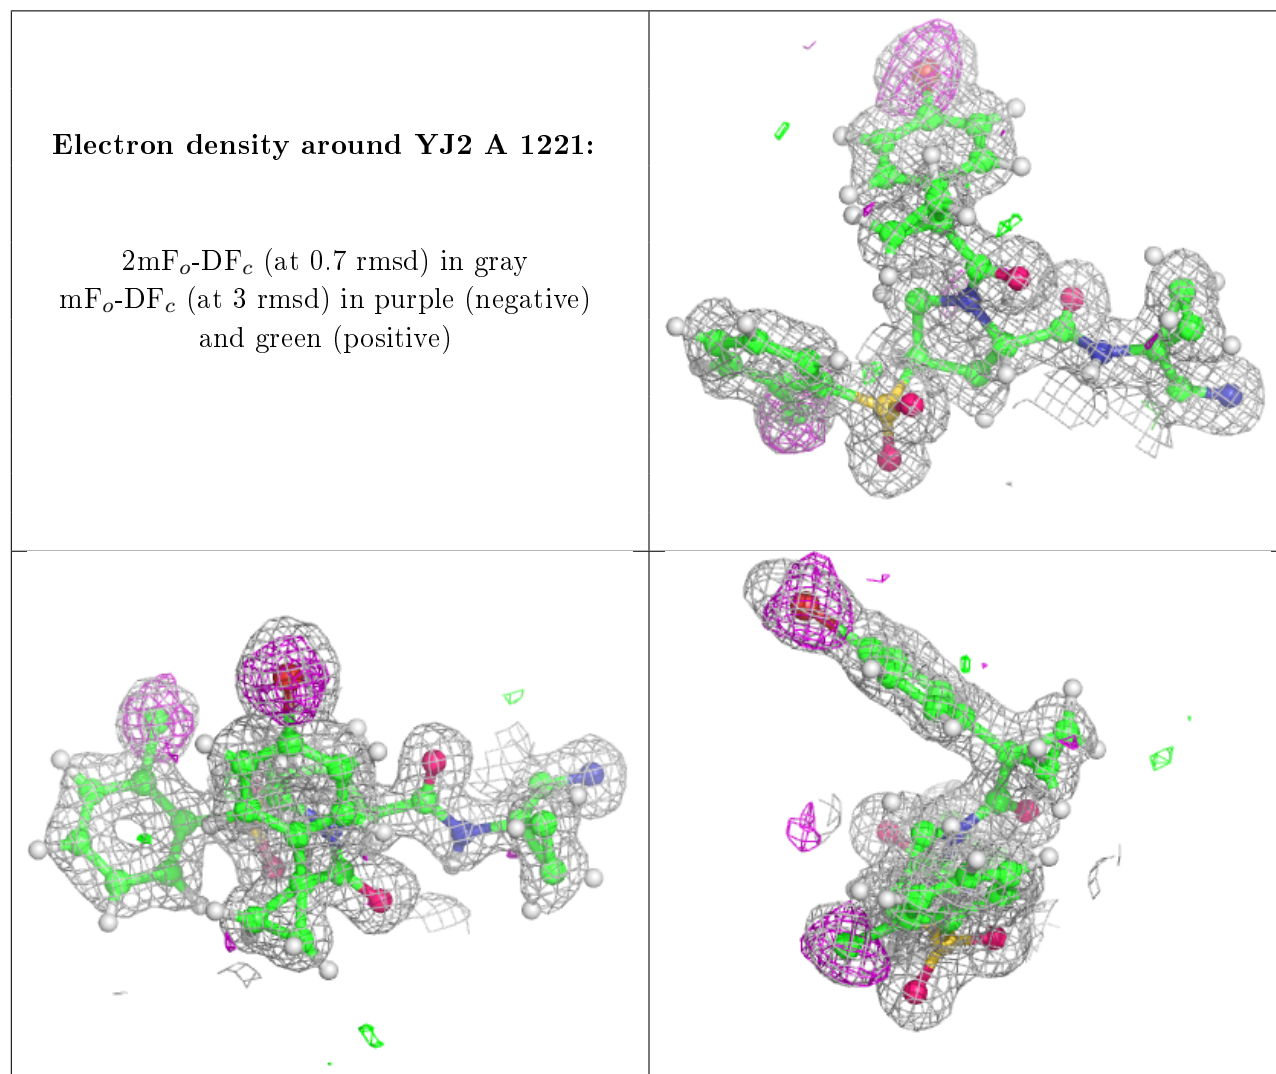 Electron density around YJ2 A 1221:
2mFo-DFc (at 0.7 rmsd) in gray
mFo-DFc (at 3 rmsd) in purple (negative)
and green (positive)